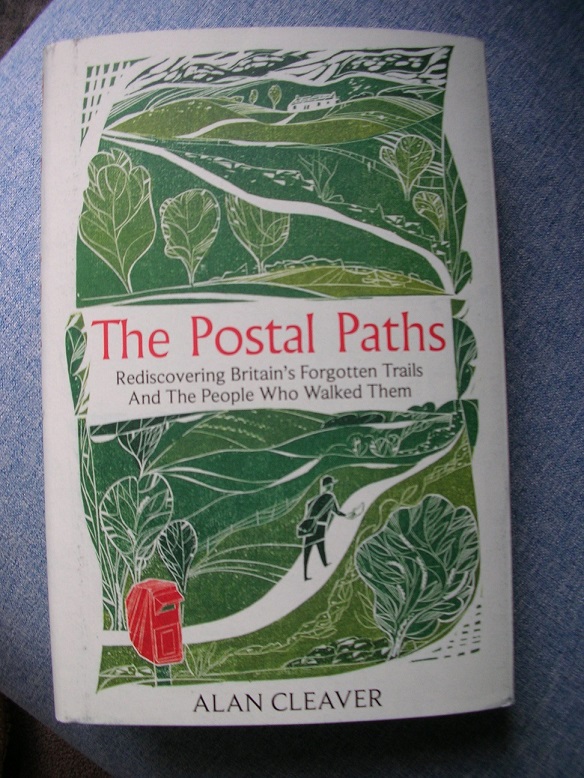 The Postal Paths
Rediscovering Britain's Forgotten Trails
And The People Who Walked Them
ALAN CLEAVER